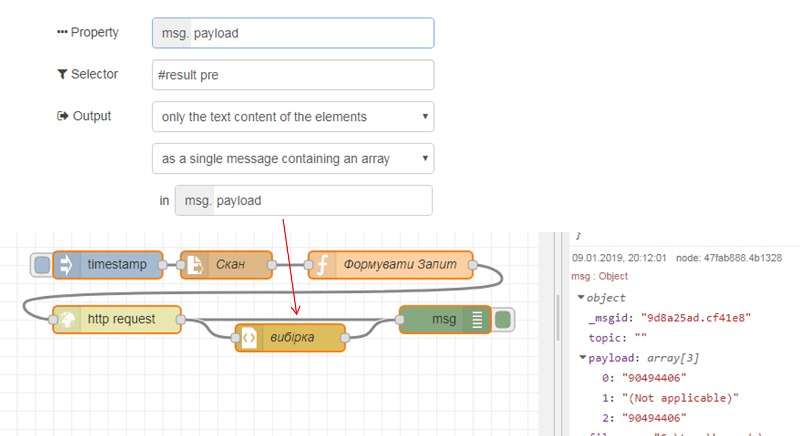 Property
msg. payload
Selector
#result pre
Output
only the text content of the elements
as a single message containing an array
in msg. payload
timestamp
Скан
Формувати Запит
http request
вибірка
msg
}
09.01.2019, 20:12:01 node: 47fab888.4b1328
msg : Object
object
_msgid: "9d8a25ad.cf41e8"
topic: ""
payload: array[3]
0: "90494406"
1: "(Not applicable)"
2: "90494406"